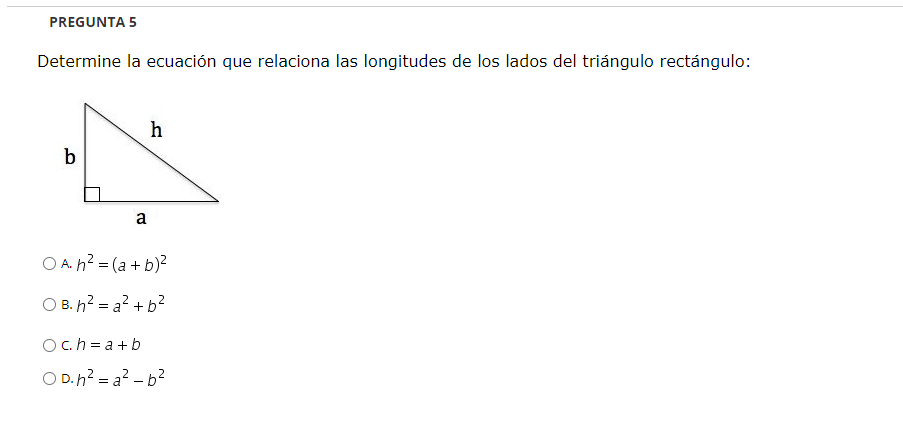 PREGUNTA 5
Determine la ecuación que relaciona las longitudes de los lados del triángulo rectángulo:
h
b
a
A. h² = (a + b)²
B. h² = a² + b²
C. h = a + b
D. h² = a² – b²